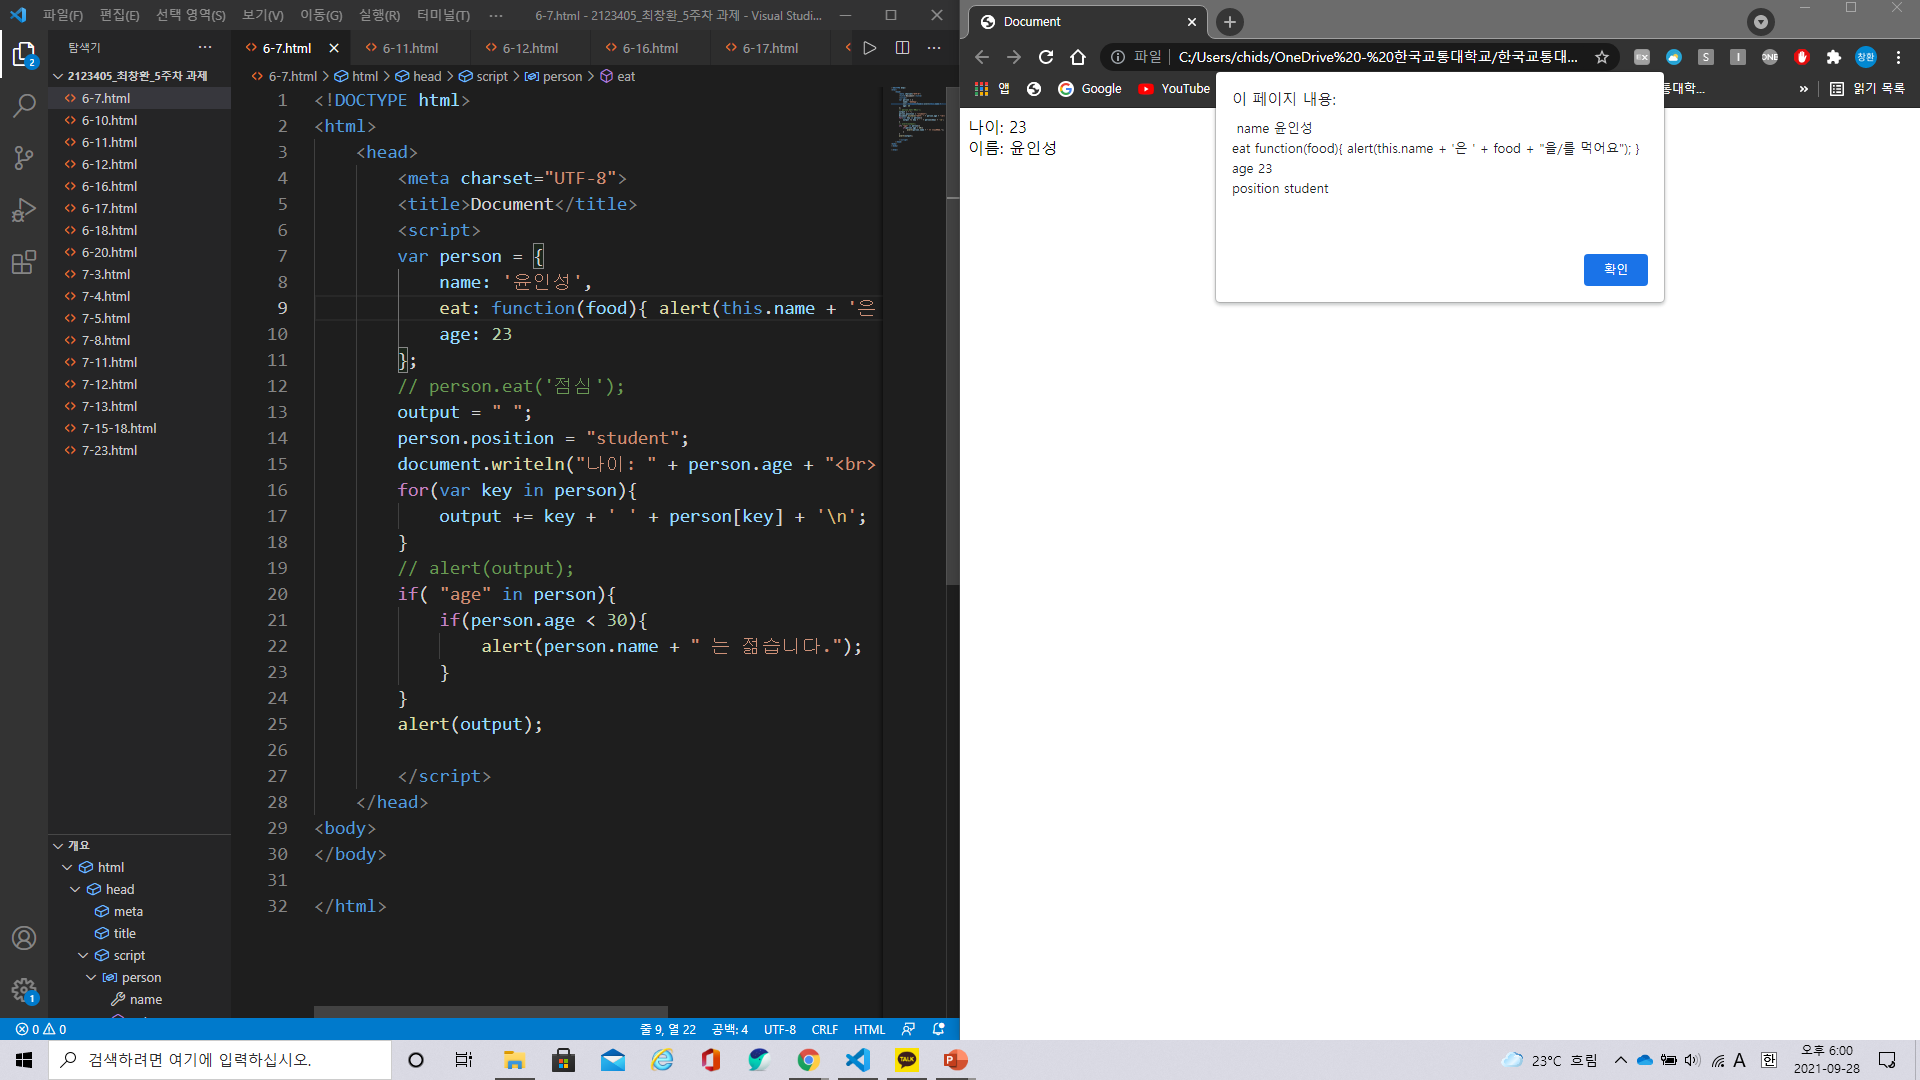 파일(F) 편집(E) 선택 영역(S) 보기(V) 이동(G) 실행(R) 터미널(T) ··· 6-7.html - 2123405_최창환_5주차 과제 - Visual Studi...
탐색기 ···
2123405_최창환_5주차 과제
6-7.html
6-10.html
6-11.html
6-12.html
6-16.html
6-17.html
6-18.html
6-20.html
7-3.html
7-4.html
7-5.html
7-8.html
7-11.html
7-12.html
7-13.html
7-15-18.html
7-23.html
개요
html
head
meta
title
script
person
name
6-7.html 6-11.html 6-12.html 6-16.html 6-17.html
6-7.html > html > head > script > person > eat
1 <!DOCTYPE html>
2 <html>
3 <head>
4 <meta charset="UTF-8">
5 <title>Document</title>
6 <script>
7 var person = {
8 name: '윤인성',
9 eat: function(food){ alert(this.name + '은
10 age: 23
11 };
12 // person.eat('점심');
13 output = " ";
14 person.position = "student";
15 document.writeln("나이: " + person.age + "<br>
16 for(var key in person){
17 output += key + ' ' + person[key] + '\n';
18 }
19 // alert(output);
20 if( "age" in person){
21 if(person.age < 30){
22 alert(person.name + " 는 젊습니다.");
23 }
24 }
25 alert(output);
26
27 </script>
28 </head>
29 <body>
30 </body>
31
32 </html>
0 0 줄 9, 열 22 공백: 4 UTF-8 CRLF HTML
Document
파일 | C:/Users/chids/OneDrive%20-%20한국교통대학교/한국교통대... EX S I ONE 창환
앱 Google YouTube 통대학... » 읽기 목록
나이: 23
이름: 윤인성
이 페이지 내용:
name 윤인성
eat function(food){ alert(this.name + '은 ' + food + "을/를 먹어요"); }
age 23
position student
확인
검색하려면 여기에 입력하십시오. TALK 23°C 흐림 A 한 오후 6:00
2021-09-28